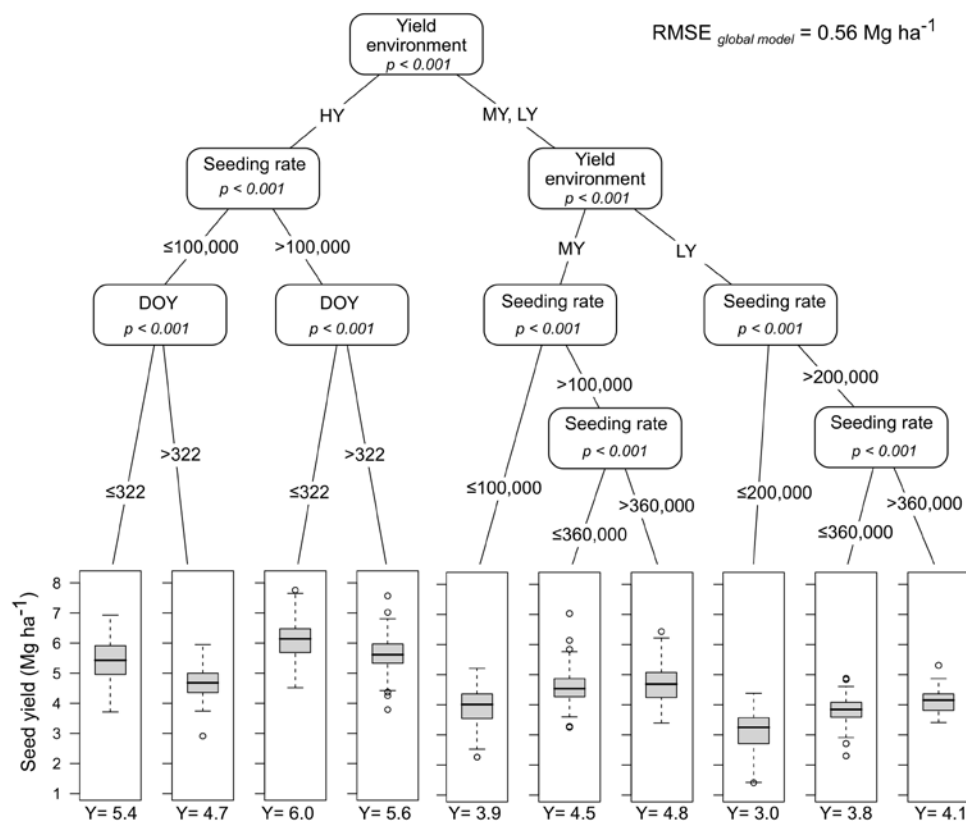 Yield
environment
p < 0.001
RMSE global model = 0.56 Mg ha⁻¹
HY
MY, LY
Seeding rate
p < 0.001
Yield
environment
p < 0.001
≤100,000
>100,000
MY
LY
DOY
p < 0.001
DOY
p < 0.001
Seeding rate
p < 0.001
Seeding rate
p < 0.001
>100,000
>200,000
Seeding rate
p < 0.001
Seeding rate
p < 0.001
≤322
>322
≤322
>322
≤100,000
≤360,000
>360,000
≤200,000
≤360,000
>360,000
Seed yield (Mg ha⁻¹)
8
7
6
5
4
3
2
1
Y= 5.4
Y= 4.7
Y= 6.0
Y= 5.6
Y= 3.9
Y= 4.5
Y= 4.8
Y= 3.0
Y= 3.8
Y= 4.1